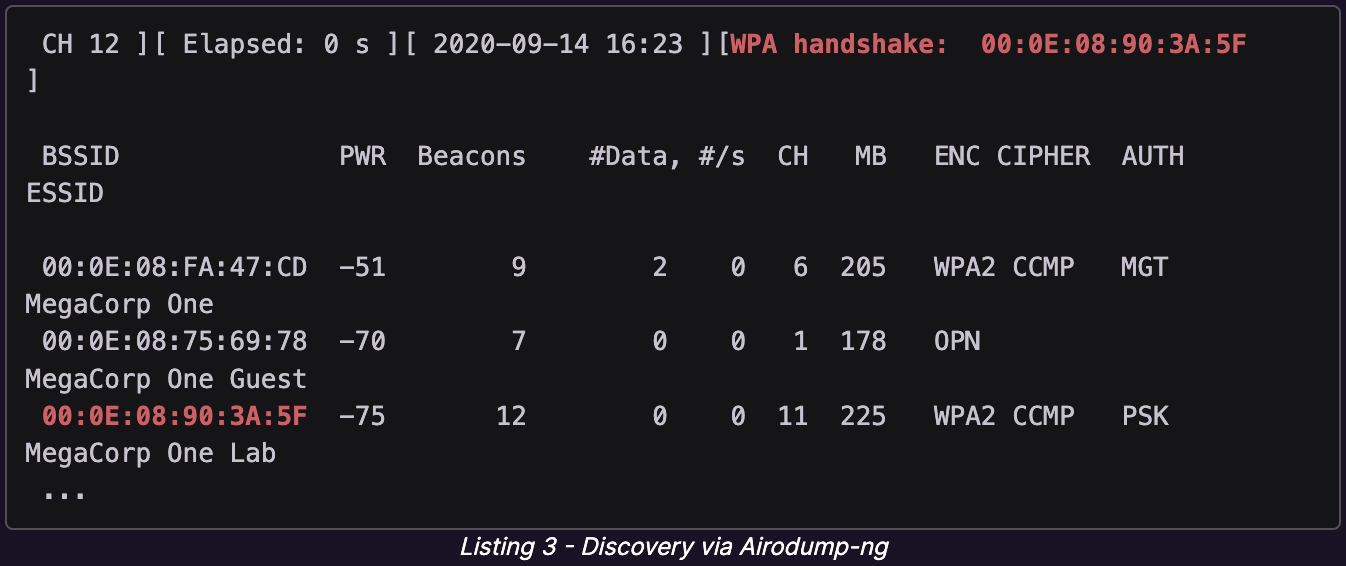 CH 12 ][ Elapsed: 0 s ][ 2020-09-14 16:23 ][WPA handshake:  00:0E:08:90:3A:5F
]
BSSID              PWR  Beacons    #Data, #/s  CH   MB   ENC CIPHER  AUTH
ESSID
00:0E:08:FA:47:CD  -51        9        2    0   6  205   WPA2 CCMP   MGT
MegaCorp One
00:0E:08:75:69:78  -70        7        0    0   1  178   OPN
MegaCorp One Guest
00:0E:08:90:3A:5F  -75       12        0    0  11  225   WPA2 CCMP   PSK
MegaCorp One Lab
...
Listing 3 - Discovery via Airodump-ng